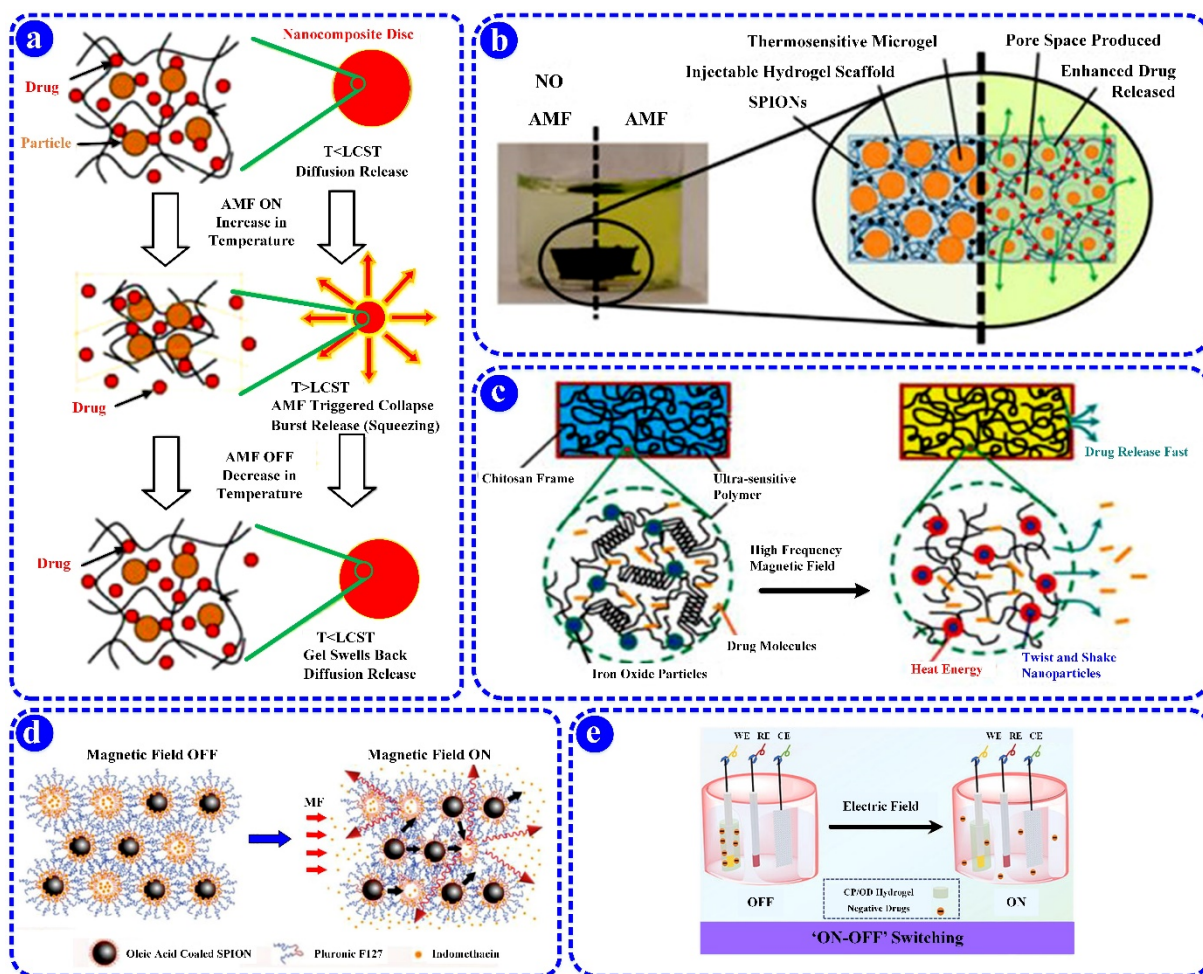 a
Nanocomposite Disc
Drug
Particle
T<LCST
Diffusion Release
AMF ON
Increase in
Temperature
Drug
T>LCST
AMF Triggered Collapse
Burst Release (Squeezing)
AMF OFF
Decrease in
Temperature
Drug
T<LCST
Gel Swells Back
Diffusion Release
b
NO
AMF
AMF
Thermosensitive Microgel
Injectable Hydrogel Scaffold
SPIONs
Pore Space Produced
Enhanced Drug
Released
c
Chitosan Frame
Ultra-sensitive
Polymer
Drug Release Fast
High Frequency
Magnetic Field
Drug Molecules
Iron Oxide Particles
Heat Energy
Twist and Shake
Nanoparticles
d
Magnetic Field OFF
Magnetic Field ON
MF
Oleic Acid Coaled SPION
Pluronic F127
Indomethacin
e
WE RE CE
WE RE CE
Electric Field
OFF
ON
CP/OD Hydrogel
Negative Drugs
‘ON-OFF’ Switching